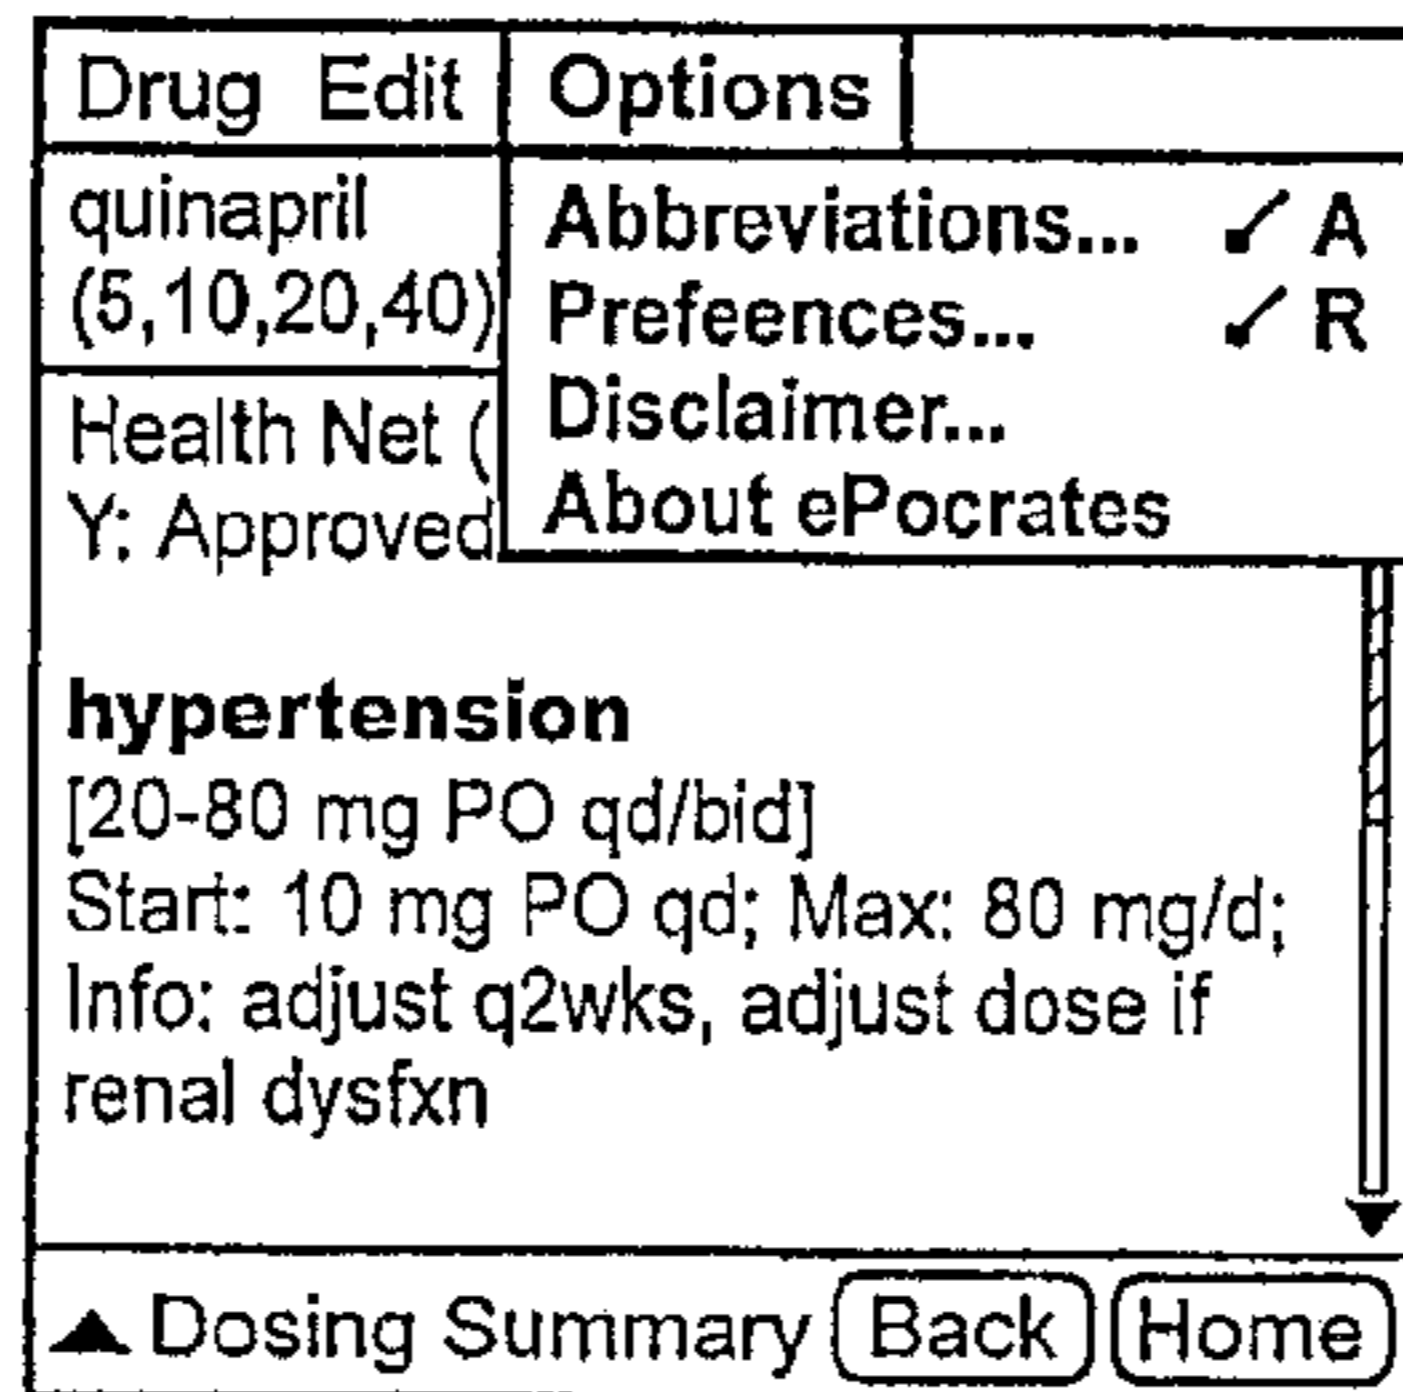 Drug Edit Options
quinapril
(5,10,20,40)
Abbreviations... A
Prefeences... R
Disclaimer...
About ePocrates
Health Net (
Y: Approved
hypertension
[20-80 mg PO qd/bid]
Start: 10 mg PO qd; Max: 80 mg/d;
Info: adjust q2wks, adjust dose if
renal dysfxn
Dosing Summary Back Home